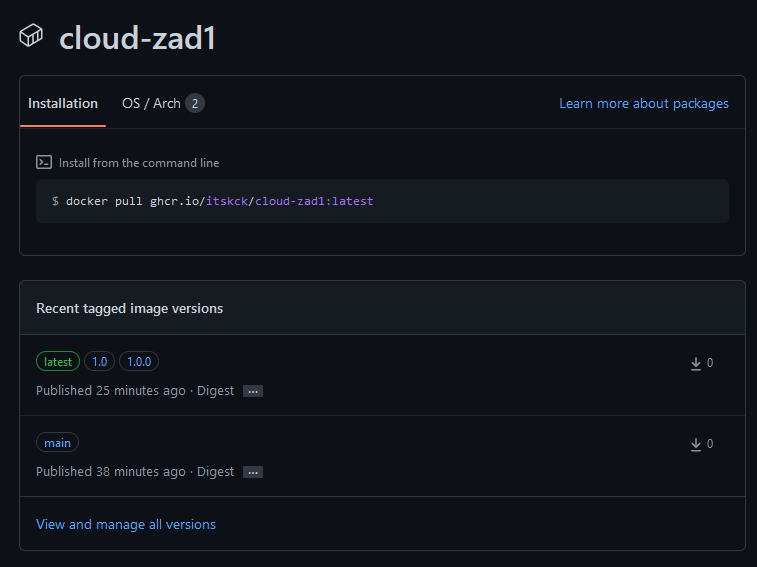 cloud-zad1
Installation OS / Arch 2 Learn more about packages
Install from the command line
$ docker pull ghcr.io/itskck/cloud-zad1:latest
Recent tagged image versions
latest 1.0 1.0.0 0
Published 25 minutes ago · Digest ...
main 0
Published 38 minutes ago · Digest ...
View and manage all versions